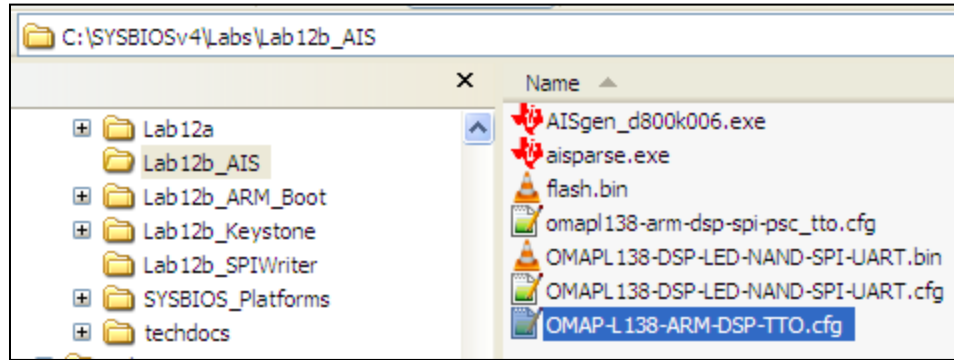 C:\SYSBIOSv4\Labs\Lab12b_AIS
Lab12a
Lab12b_AIS
Lab12b_ARM_Boot
Lab12b_Keystone
Lab12b_SPIWriter
SYSBIOS_Platforms
techdocs
Name
AISgen_d800k006.exe
aisparse.exe
flash.bin
omapl138-arm-dsp-spi-psc_tto.cfg
OMAPL138-DSP-LED-NAND-SPI-UART.bin
OMAPL138-DSP-LED-NAND-SPI-UART.cfg
OMAP-L138-ARM-DSP-TTO.cfg